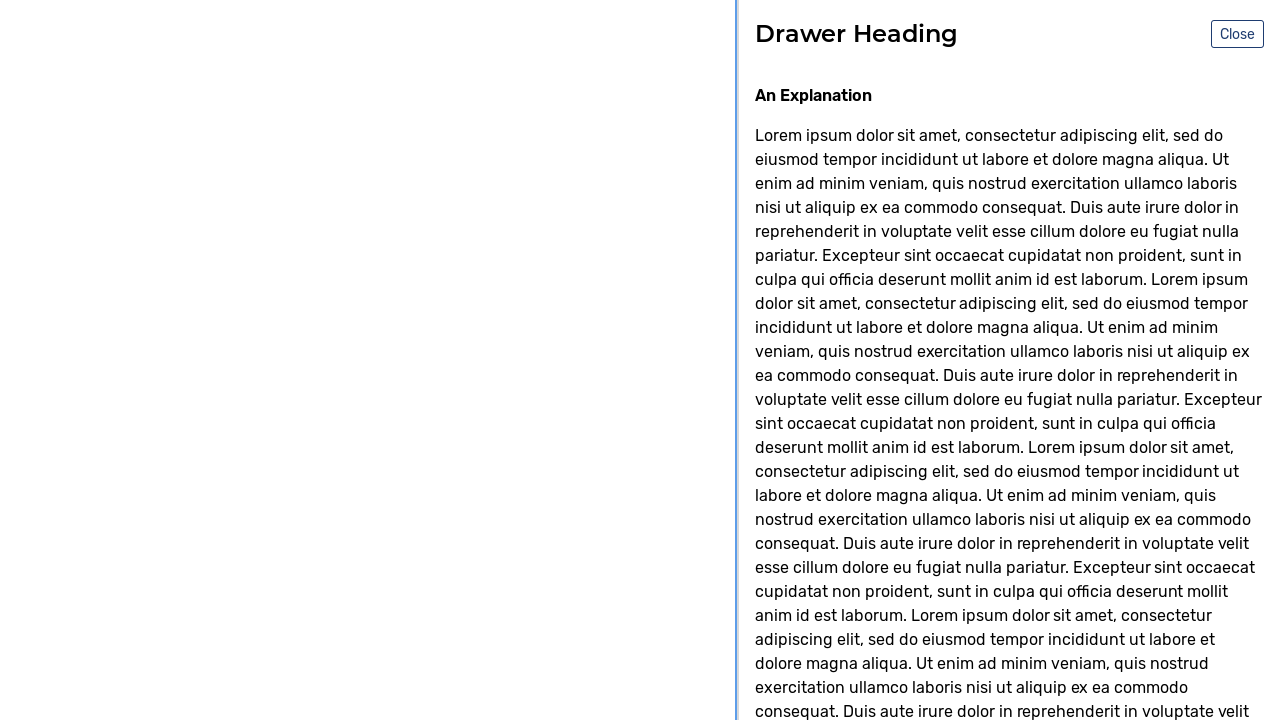 Drawer Heading
Close
An Explanation
Lorem ipsum dolor sit amet, consectetur adipiscing elit, sed do
eiusmod tempor incididunt ut labore et dolore magna aliqua. Ut
enim ad minim veniam, quis nostrud exercitation ullamco laboris
nisi ut aliquip ex ea commodo consequat. Duis aute irure dolor in
reprehenderit in voluptate velit esse cillum dolore eu fugiat nulla
pariatur. Excepteur sint occaecat cupidatat non proident, sunt in
culpa qui officia deserunt mollit anim id est laborum. Lorem ipsum
dolor sit amet, consectetur adipiscing elit, sed do eiusmod tempor
incididunt ut labore et dolore magna aliqua. Ut enim ad minim
veniam, quis nostrud exercitation ullamco laboris nisi ut aliquip ex
ea commodo consequat. Duis aute irure dolor in reprehenderit in
voluptate velit esse cillum dolore eu fugiat nulla pariatur. Excepteur
sint occaecat cupidatat non proident, sunt in culpa qui officia
deserunt mollit anim id est laborum. Lorem ipsum dolor sit amet,
consectetur adipiscing elit, sed do eiusmod tempor incididunt ut
labore et dolore magna aliqua. Ut enim ad minim veniam, quis
nostrud exercitation ullamco laboris nisi ut aliquip ex ea commodo
consequat. Duis aute irure dolor in reprehenderit in voluptate velit
esse cillum dolore eu fugiat nulla pariatur. Excepteur sint occaecat
cupidatat non proident, sunt in culpa qui officia deserunt mollit
anim id est laborum. Lorem ipsum dolor sit amet, consectetur
adipiscing elit, sed do eiusmod tempor incididunt ut labore et
dolore magna aliqua. Ut enim ad minim veniam, quis nostrud
exercitation ullamco laboris nisi ut aliquip ex ea commodo
consequat. Duis aute irure dolor in reprehenderit in voluptate velit